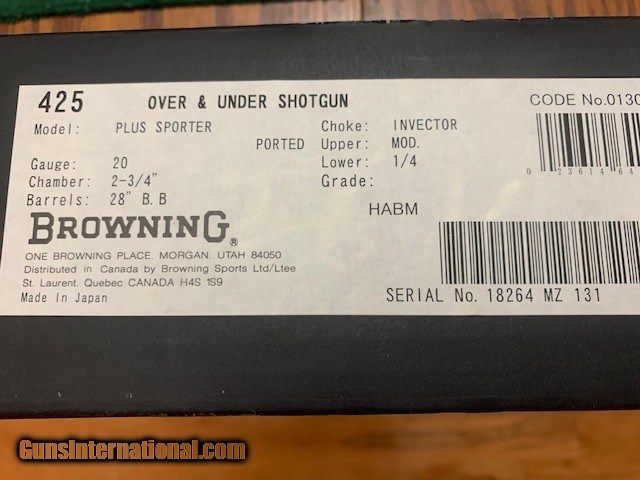 425 OVER & UNDER SHOTGUN CODE No.0130
Model: PLUS SPORTER Choke: INVECTOR
PORTED Upper: MOD.
Gauge: 20 Lower: 1/4
Chamber: 2-3/4" Grade:
Barrels: 28" B.B
HABM
0 23614 64
BROWNING®
ONE BROWNING PLACE. MORGAN. UTAH 84050
Distributed in Canada by Browning Sports Ltd/Ltee
St. Laurent. Quebec CANADA H4S 1S9
Made In Japan
SERIAL No. 18264 MZ 131
GunsInternational.com